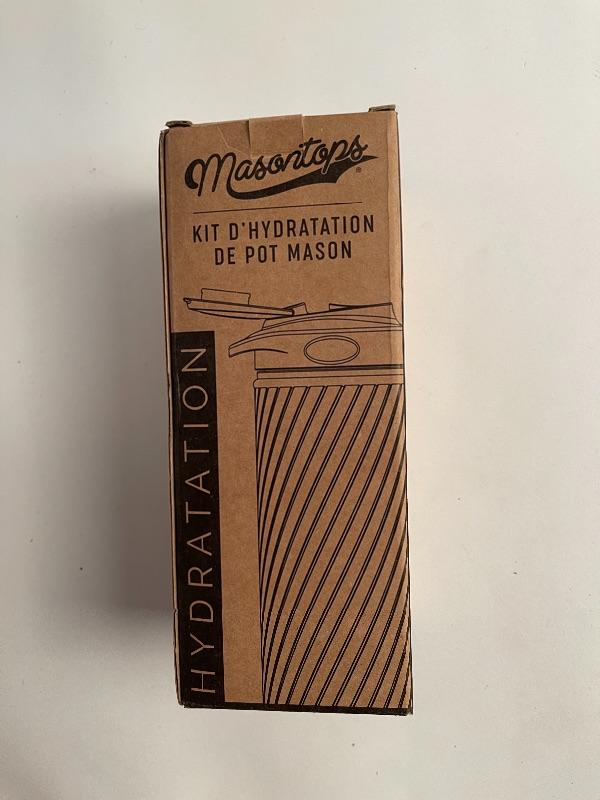 Masontops®
KIT D'HYDRATATION
DE POT MASON
HYDRATATION